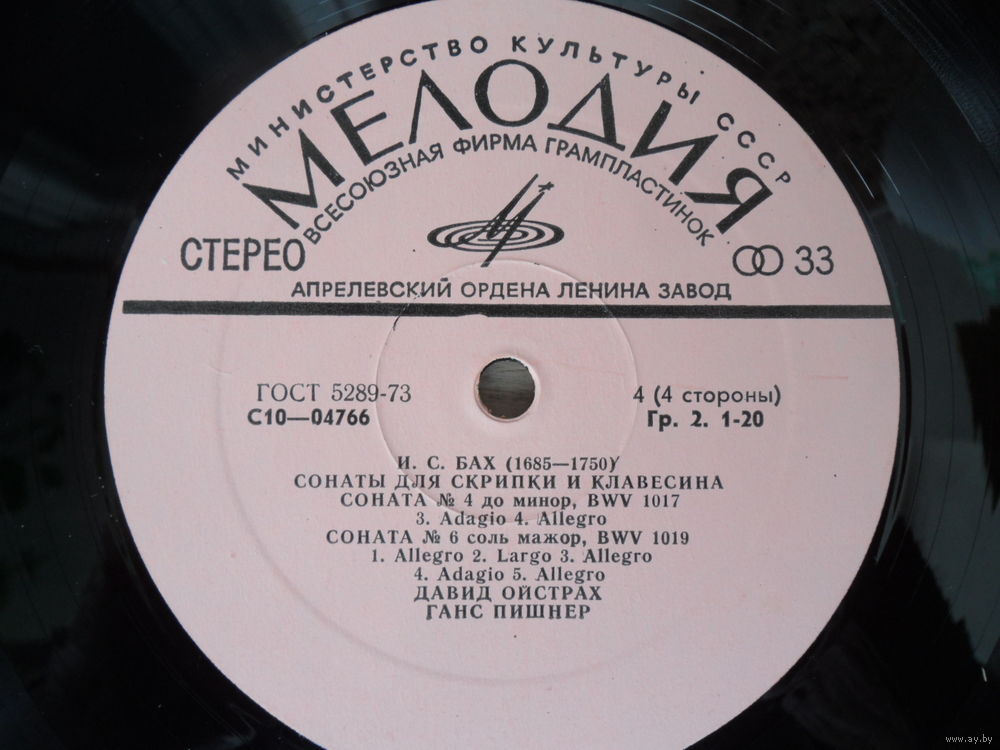 МИНИСТЕРСТВО КУЛЬТУРЫ СССР
МЕЛОДИЯ
ВСЕСОЮЗНАЯ ФИРМА ГРАМПЛАСТИНОК
СТЕРЕО
33
АПРЕЛЕВСКИЙ ОРДЕНА ЛЕНИНА ЗАВОД
ГОСТ 5289-73
4 (4 стороны)
С10—04766
Гр. 2. 1-20
И. С. БАХ (1685—1750)
СОНАТЫ ДЛЯ СКРИПКИ И КЛАВЕСИНА
СОНАТА № 4 до минор, BWV 1017
3. Adagio 4. Allegro
СОНАТА № 6 соль мажор, BWV 1019
1. Allegro 2. Largo 3. Allegro
4. Adagio 5. Allegro
ДАВИД ОЙСТРАХ
ГАНС ПИШНЕР
www.ay.by